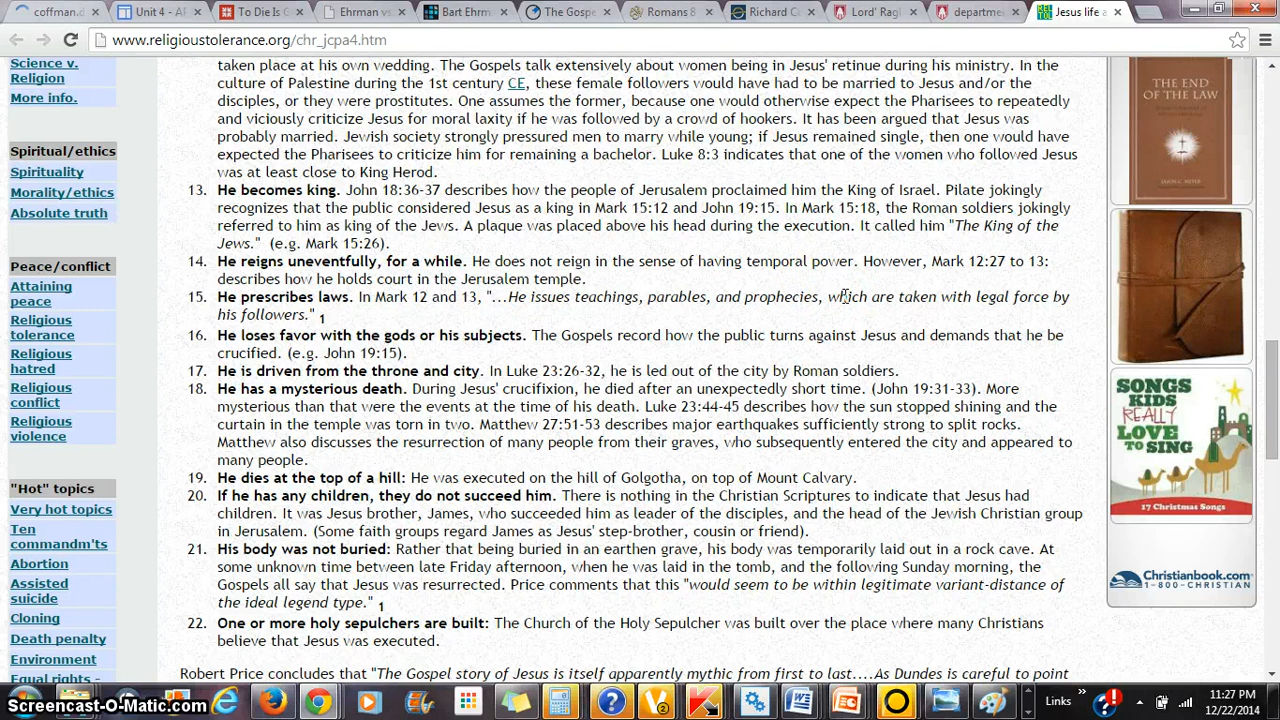 coffman.d
Unit 4 - AF
To Die Is G
Ehrman vs
Bart Ehrm
The Gospe
Romans 8
Richard C
Lord' Ragl
departme
Jesus life a
www.religioustolerance.org/chr_jcpa4.htm
Science v.
Religion
More info.
Spiritual/ethics
Spirituality
Morality/ethics
Absolute truth
Peace/conflict
Attaining
peace
Religious
tolerance
Religious
hatred
Religious
conflict
Religious
violence
"Hot" topics
Very hot topics
Ten
commandm'ts
Abortion
Assisted
suicide
Cloning
Death penalty
Environment
Equal rights -
taken place at his own wedding. The Gospels talk extensively about women being in Jesus' retinue during his ministry. In the
culture of Palestine during the 1st century CE, these female followers would have had to be married to Jesus and/or the
disciples, or they were prostitutes. One assumes the former, because one would otherwise expect the Pharisees to repeatedly
and viciously criticize Jesus for moral laxity if he was followed by a crowd of hookers. It has been argued that Jesus was
probably married. Jewish society strongly pressured men to marry while young; if Jesus remained single, then one would have
expected the Pharisees to criticize him for remaining a bachelor. Luke 8:3 indicates that one of the women who followed Jesus
was at least close to King Herod.
13. He becomes king. John 18:36-37 describes how the people of Jerusalem proclaimed him the King of Israel. Pilate jokingly
recognizes that the public considered Jesus as a king in Mark 15:12 and John 19:15. In Mark 15:18, the Roman soldiers jokingly
referred to him as king of the Jews. A plaque was placed above his head during the execution. It called him "The King of the
Jews." (e.g. Mark 15:26).
14. He reigns uneventfully, for a while. He does not reign in the sense of having temporal power. However, Mark 12:27 to 13:
describes how he holds court in the Jerusalem temple.
15. He prescribes laws. In Mark 12 and 13, "...He issues teachings, parables, and prophecies, which are taken with legal force by
his followers." 1
16. He loses favor with the gods or his subjects. The Gospels record how the public turns against Jesus and demands that he be
crucified. (e.g. John 19:15).
17. He is driven from the throne and city. In Luke 23:26-32, he is led out of the city by Roman soldiers.
18. He has a mysterious death. During Jesus' crucifixion, he died after an unexpectedly short time. (John 19:31-33). More
mysterious than that were the events at the time of his death. Luke 23:44-45 describes how the sun stopped shining and the
curtain in the temple was torn in two. Matthew 27:51-53 describes major earthquakes sufficiently strong to split rocks.
Matthew also discusses the resurrection of many people from their graves, who subsequently entered the city and appeared to
many people.
19. He dies at the top of a hill: He was executed on the hill of Golgotha, on top of Mount Calvary.
20. If he has any children, they do not succeed him. There is nothing in the Christian Scriptures to indicate that Jesus had
children. It was Jesus brother, James, who succeeded him as leader of the disciples, and the head of the Jewish Christian group
in Jerusalem. (Some faith groups regard James as Jesus' step-brother, cousin or friend).
21. His body was not buried: Rather that being buried in an earthen grave, his body was temporarily laid out in a rock cave. At
some unknown time between late Friday afternoon, when he was laid in the tomb, and the following Sunday morning, the
Gospels all say that Jesus was resurrected. Price comments that this "would seem to be within legitimate variant-distance of
the ideal legend type." 1
22. One or more holy sepulchers are built: The Church of the Holy Sepulcher was built over the place where many Christians
believe that Jesus was executed.
Robert Price concludes that "The Gospel story of Jesus is itself apparently mythic from first to last....As Dundes is careful to point
THE END
OF THE LAW
SONGS
KIDS
REALLY
LOVE TO
SING
17 CHRISTMAS SONGS
Christianbook.com
1-800-CHRISTIAN
Screencast-O-Matic.com
Links
»
11:27 PM
12/22/2014